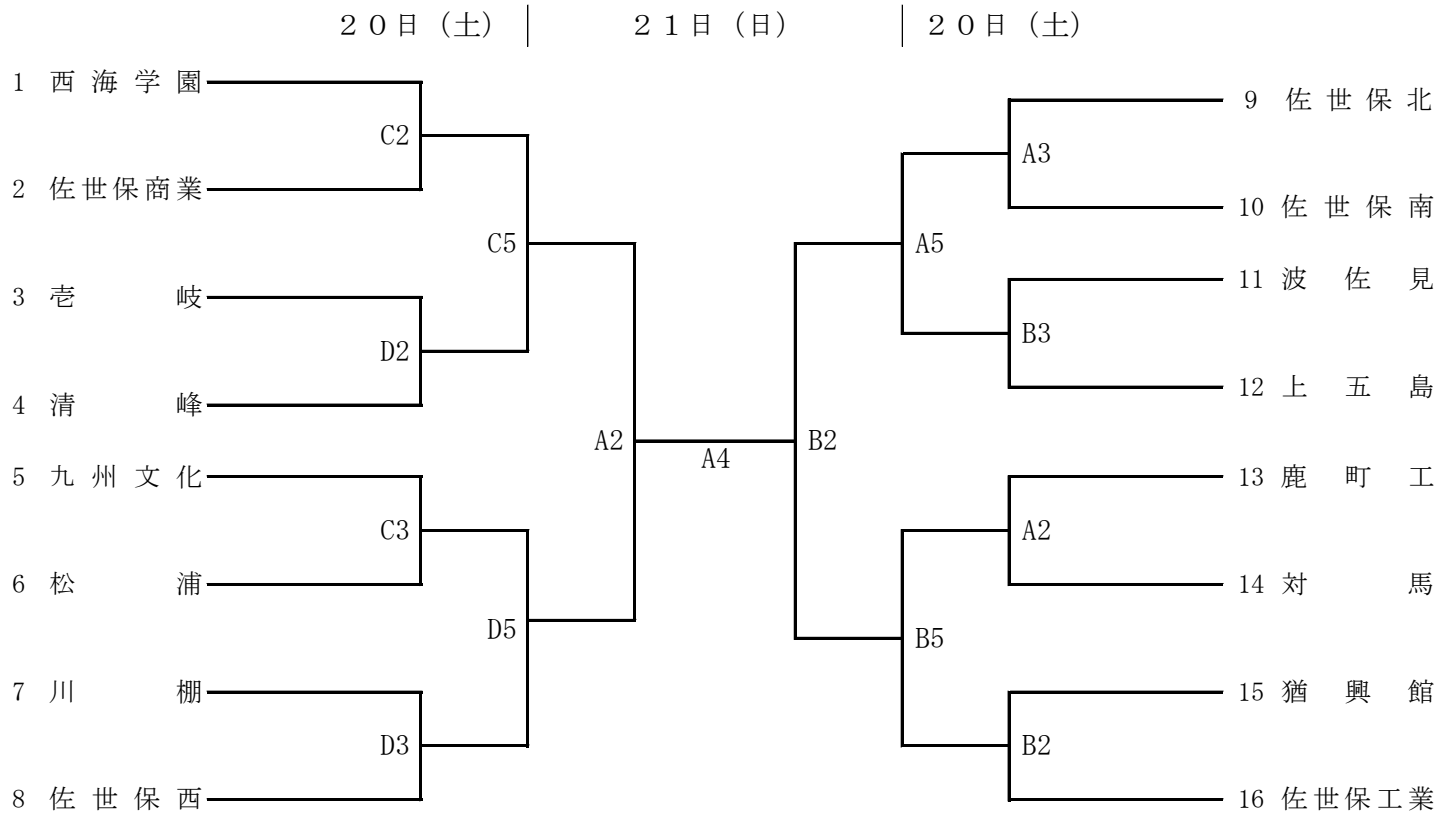 ２０日（土） ２１日（日） ２０日（土）
1 西海学園
9 佐世保北
C2
A3
2 佐世保商業
10 佐世保南
C5
A5
3 壱岐
11 波佐見
D2
B3
4 清峰
12 上五島
A2
A4
B2
5 九州文化
13 鹿町工
C3
A2
6 松浦
14 対馬
D5
B5
7 川棚
15 猶興館
D3
B2
8 佐世保西
16 佐世保工業